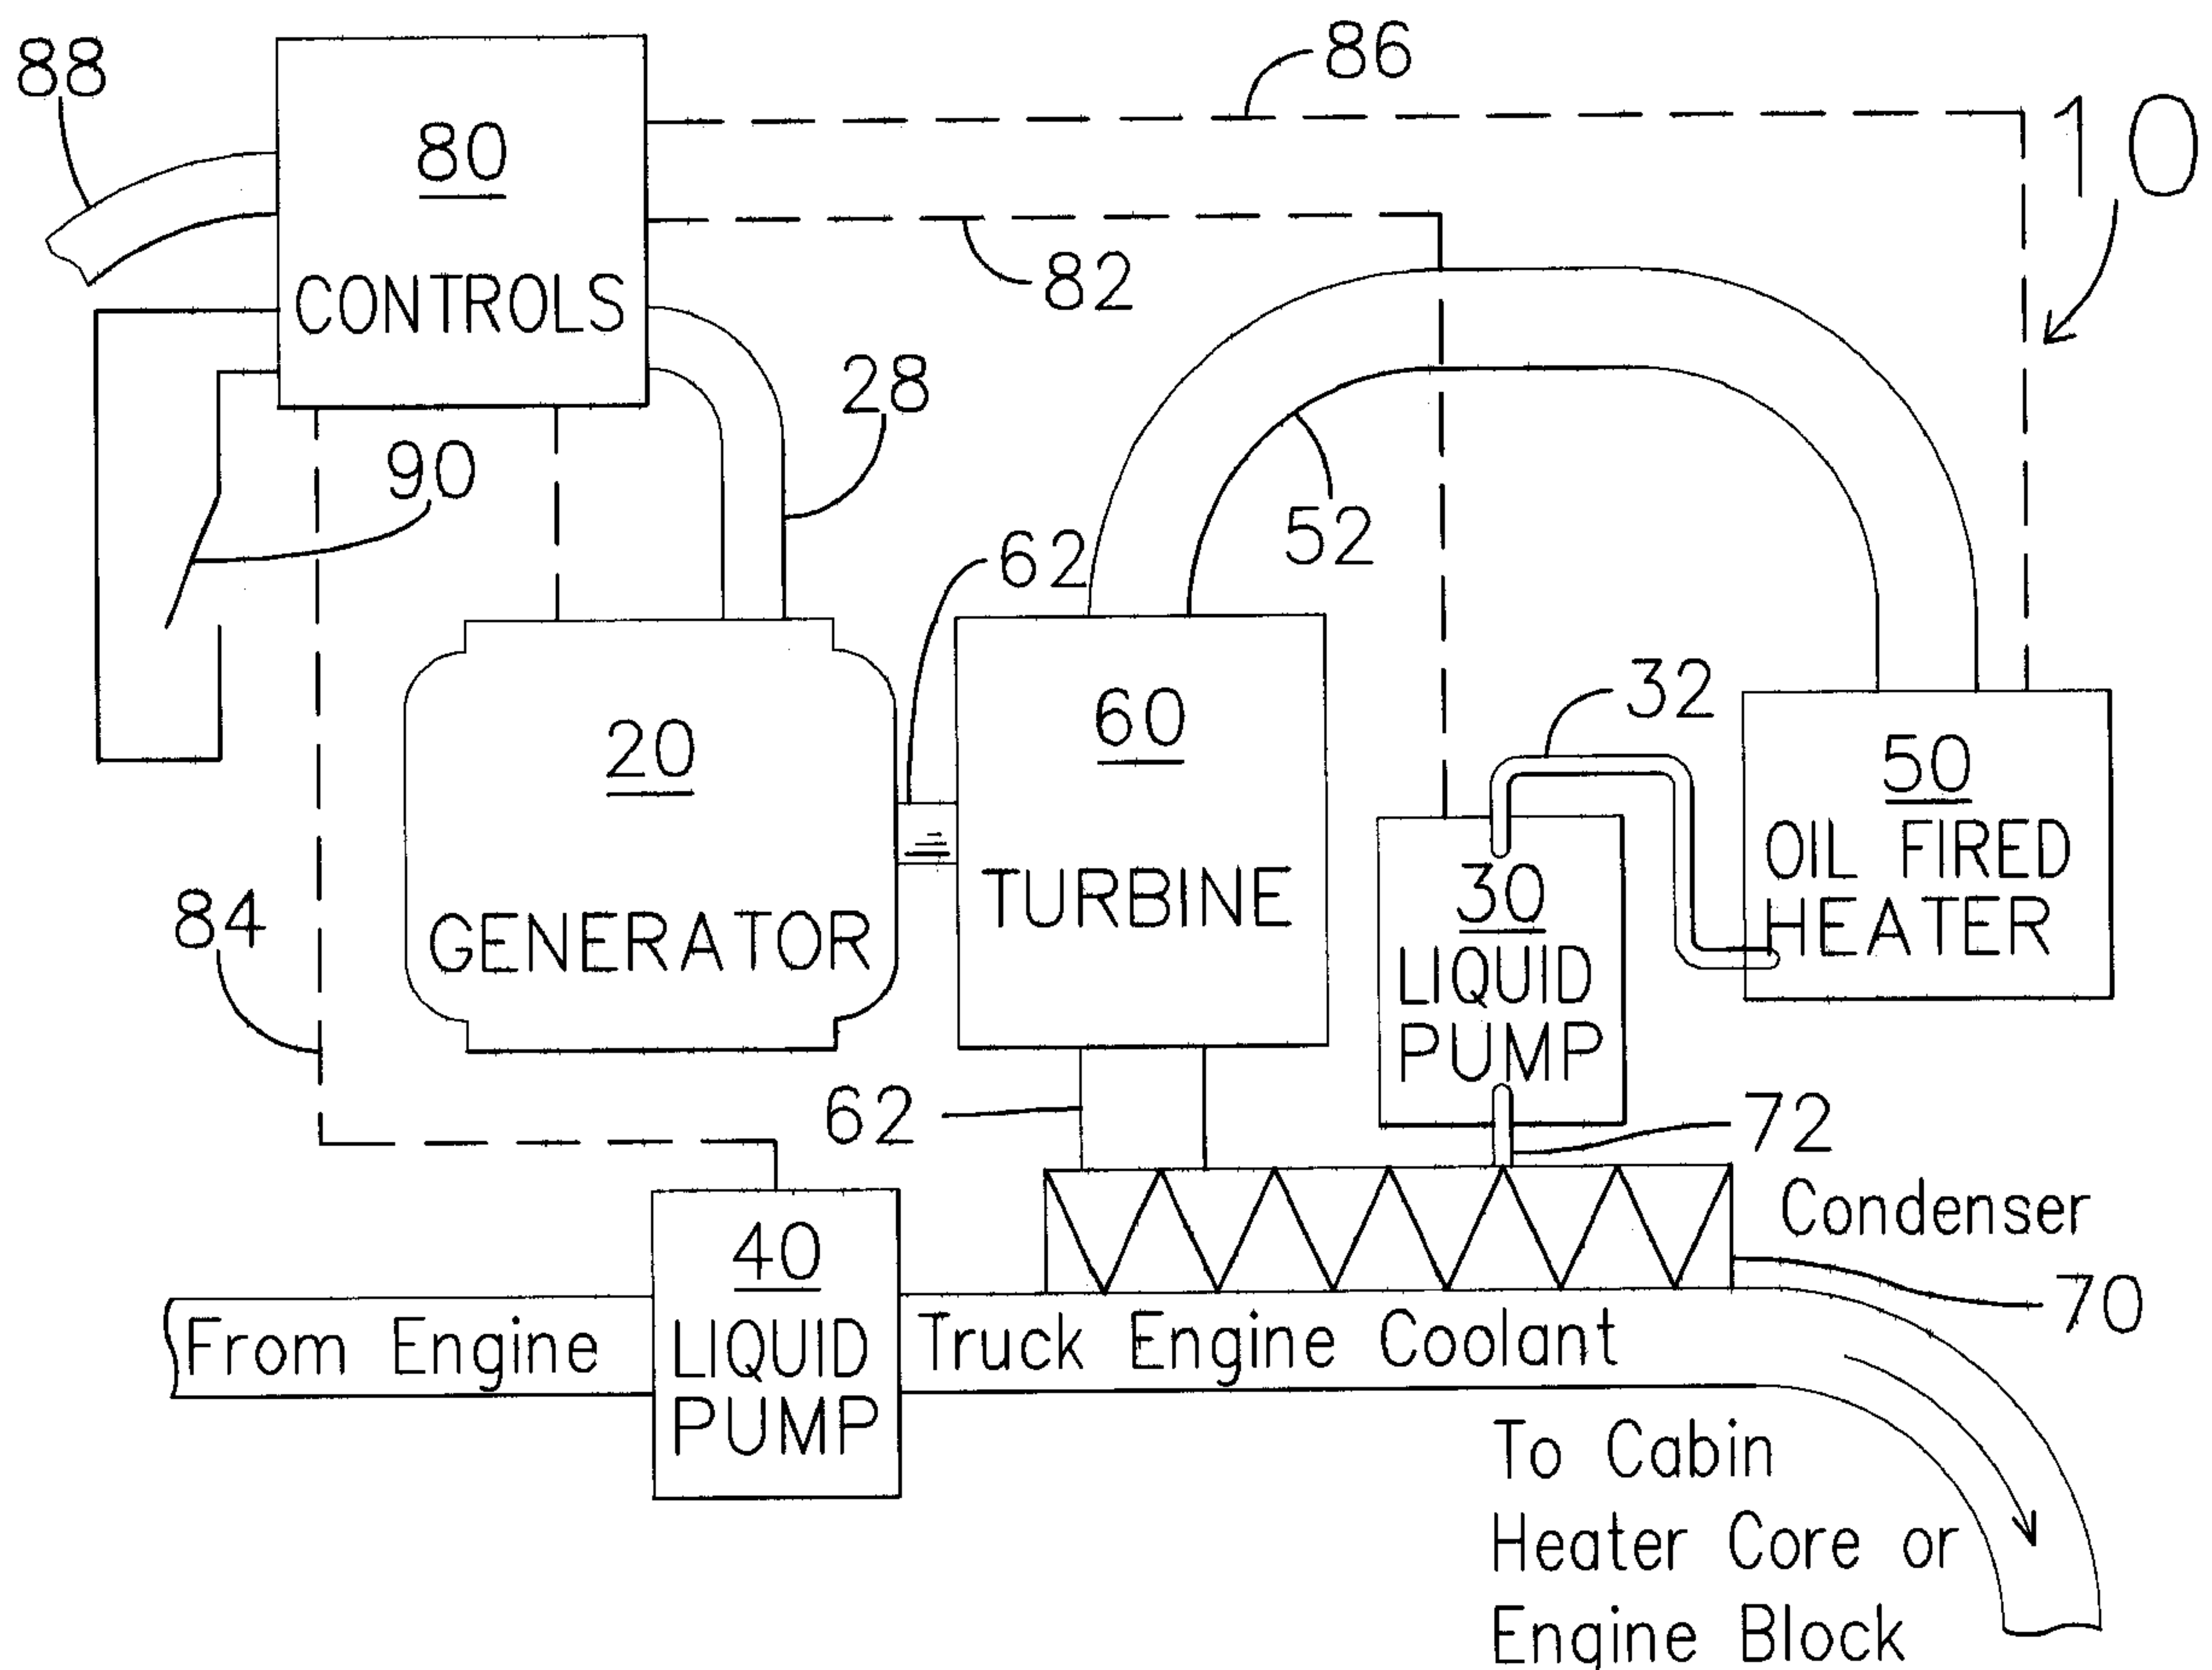 88
80
CONTROLS
86
10
82
28
90
52
62
20
GENERATOR
60
TURBINE
32
30
LIQUID
PUMP
50
OIL FIRED
HEATER
84
62
72
Condenser
70
40
LIQUID
PUMP
From Engine
Truck Engine Coolant
To Cabin
Heater Core or
Engine Block